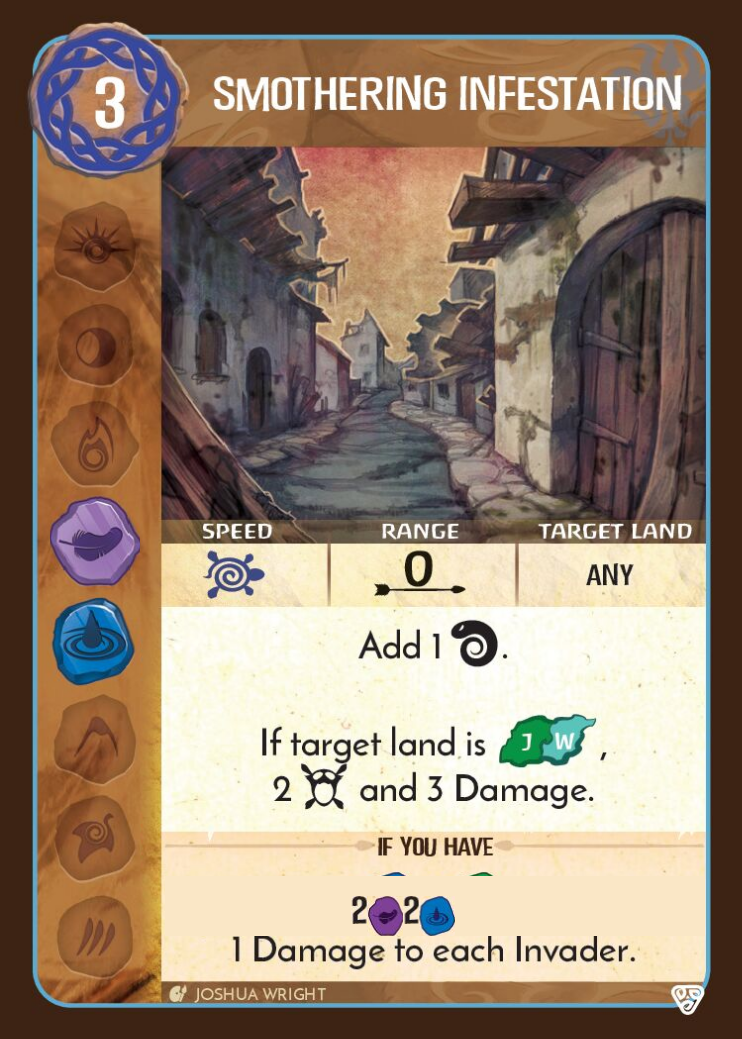 3
SMOTHERING INFESTATION
SPEED RANGE TARGET LAND
0 ANY
Add 1 .
If target land is J W ,
2 and 3 Damage.
IF YOU HAVE
2 2
1 Damage to each Invader.
JOSHUA WRIGHT